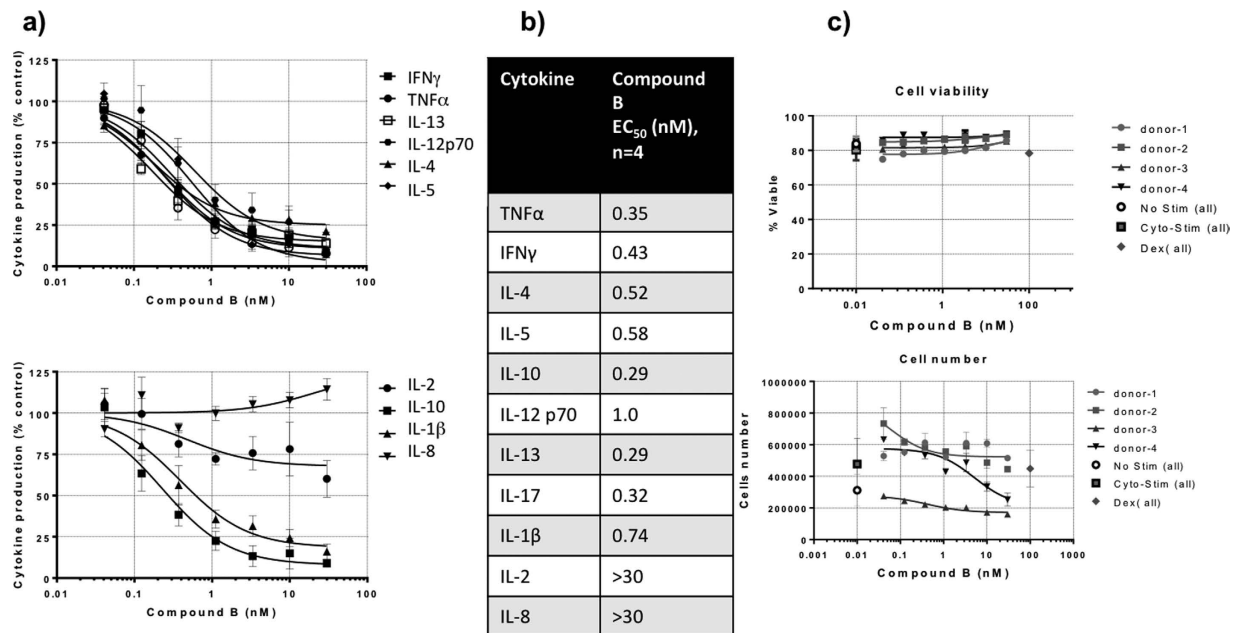 a)
Cytokine production (% control)
125
100
75
50
25
0
0.01 0.1 1 10 100
Compound B (nM)
IFNγ
TNFα
IL-13
IL-12p70
IL-4
IL-5
Cytokine production (% control)
125
100
75
50
25
0
0.01 0.1 1 10 100
Compound B (nM)
IL-2
IL-10
IL-1β
IL-8
b)
Cytokine Compound
B
EC50 (nM),
n=4
TNFα 0.35
IFNγ 0.43
IL-4 0.52
IL-5 0.58
IL-10 0.29
IL-12 p70 1.0
IL-13 0.29
IL-17 0.32
IL-1β 0.74
IL-2 >30
IL-8 >30
c)
Cell viability
% Viable
100
80
60
40
20
0
0.01 1 100
Compound B (nM)
donor-1
donor-2
donor-3
donor-4
No Stim (all)
Cyto-Stim (all)
Dex( all)
Cell number
Cells number
1000000
800000
600000
400000
200000
0
0.001 0.01 0.1 1 10 100 1000
Compound B (nM)
donor-1
donor-2
donor-3
donor-4
No Stim (all)
Cyto-Stim (all)
Dex( all)